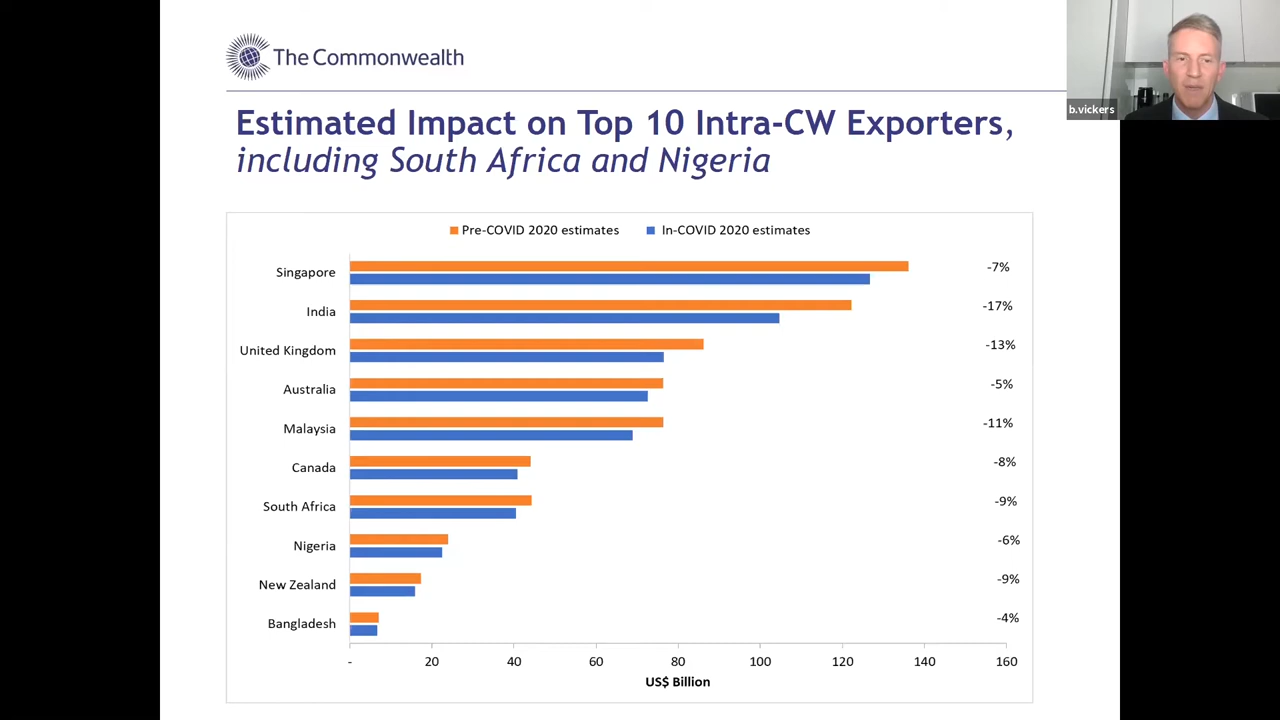 The Commonwealth
b.vickers
Estimated Impact on Top 10 Intra-CW Exporters,
including South Africa and Nigeria
Pre-COVID 2020 estimates In-COVID 2020 estimates
Singapore -7%
India -17%
United Kingdom -13%
Australia -5%
Malaysia -11%
Canada -8%
South Africa -9%
Nigeria -6%
New Zealand -9%
Bangladesh -4%
- 20 40 60 80 100 120 140 160
US$ Billion